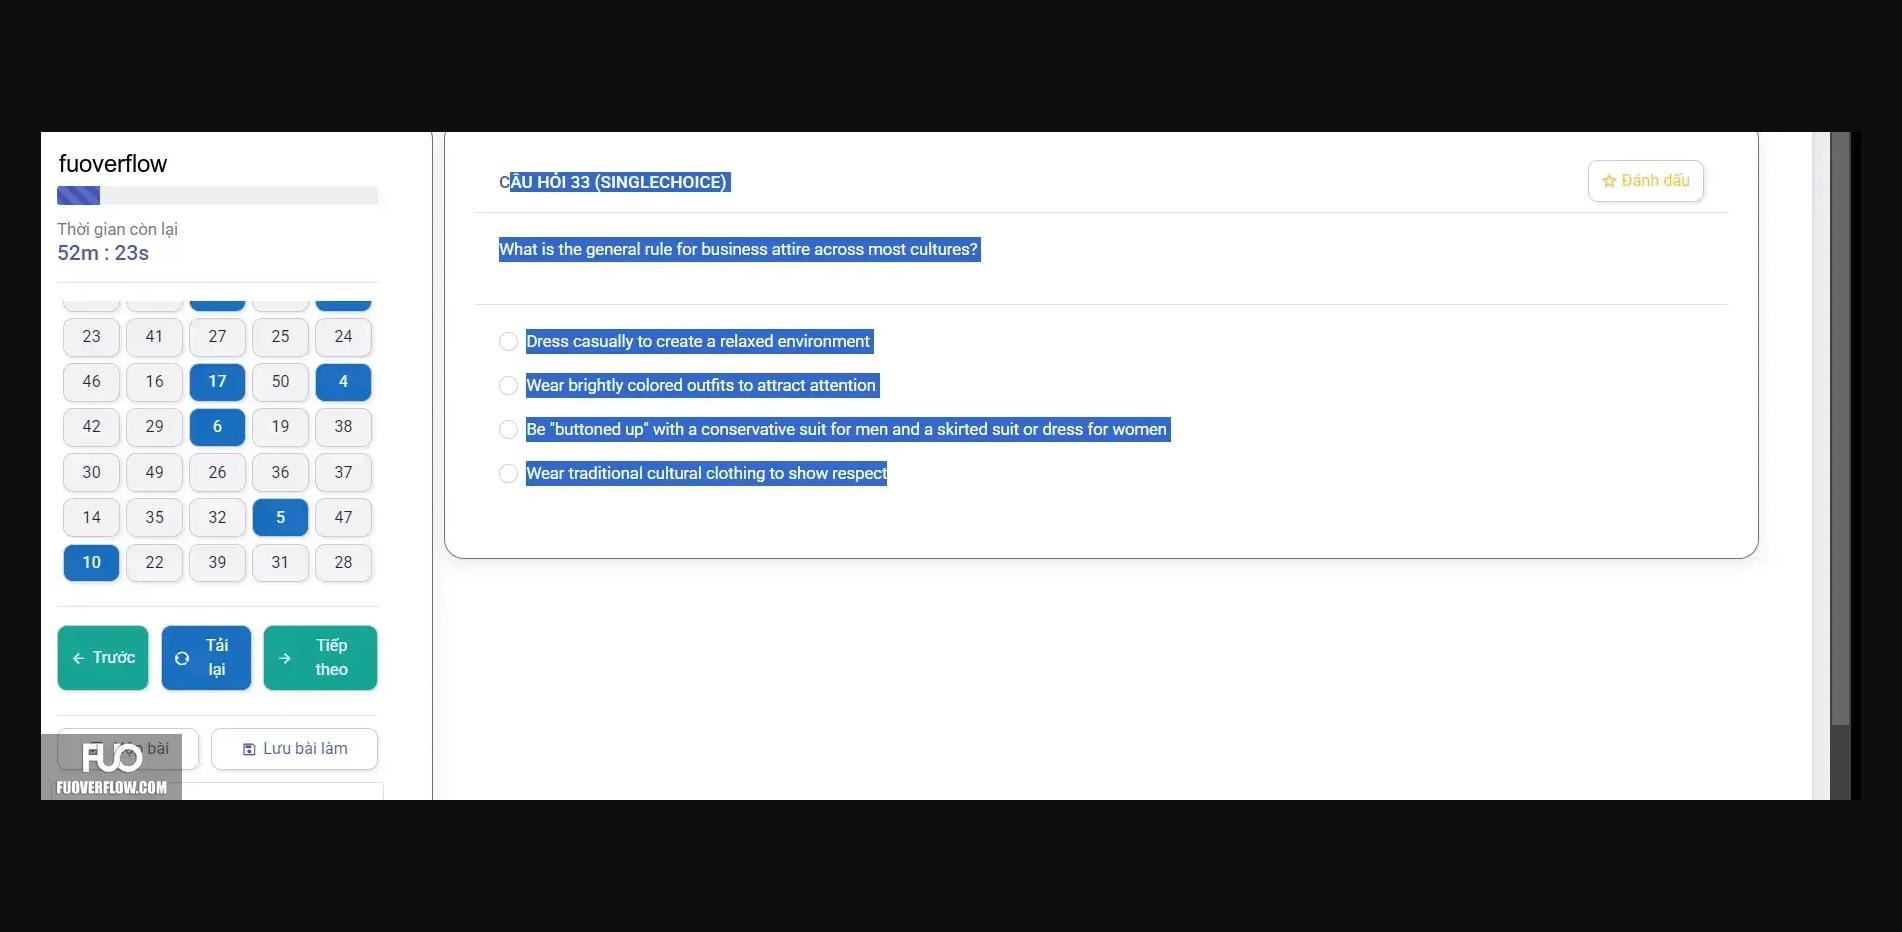 fuoverflow
Thời gian còn lại
52m : 23s
23 41 27 25 24
46 16 17 50 4
42 29 6 19 38
30 49 26 36 37
14 35 32 5 47
10 22 39 31 28
Trước
Tải lại
Tiếp theo
bài
Lưu bài làm
FUO
FUOVERFLOW.COM
CÂU HỎI 33 (SINGLECHOICE)
Đánh dấu
What is the general rule for business attire across most cultures?
Dress casually to create a relaxed environment
Wear brightly colored outfits to attract attention
Be "buttoned up" with a conservative suit for men and a skirted suit or dress for women
Wear traditional cultural clothing to show respect